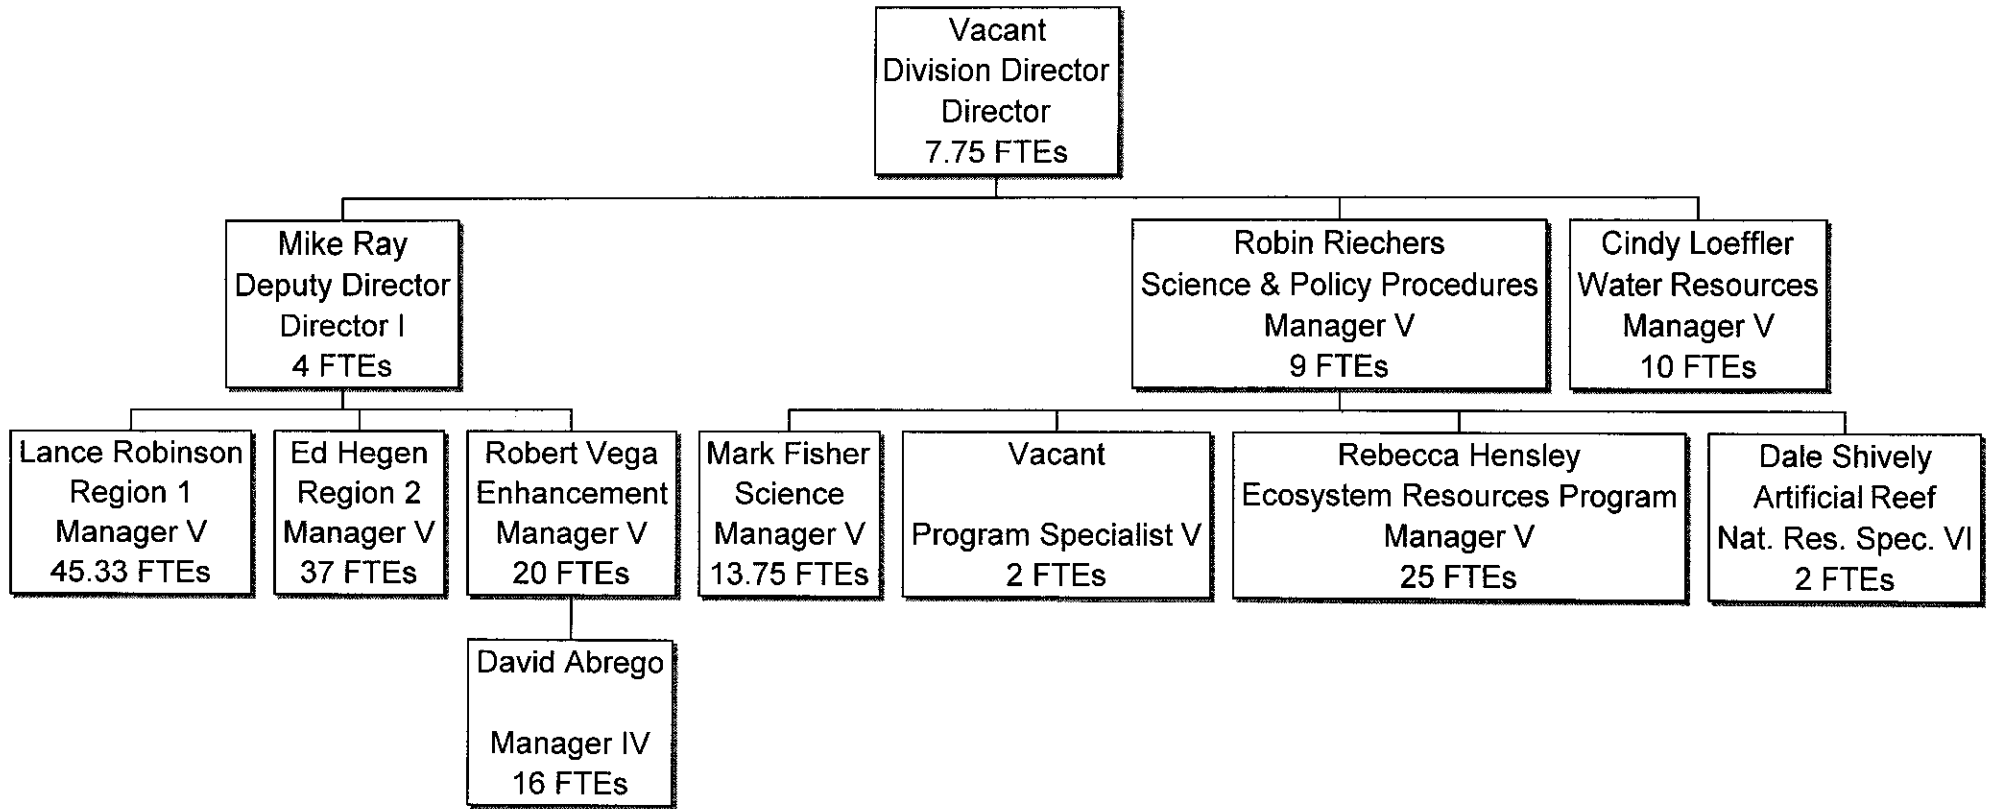 Vacant
Division Director
Director
7.75 FTEs
Mike Ray
Deputy Director
Director I
4 FTEs
Robin Riechers
Science & Policy Procedures
Manager V
9 FTEs
Cindy Loeffler
Water Resources
Manager V
10 FTEs
Lance Robinson
Region 1
Manager V
45.33 FTEs
Ed Hegen
Region 2
Manager V
37 FTEs
Robert Vega
Enhancement
Manager V
20 FTEs
Mark Fisher
Science
Manager V
13.75 FTEs
Vacant
Program Specialist V
2 FTEs
Rebecca Hensley
Ecosystem Resources Program
Manager V
25 FTEs
Dale Shively
Artificial Reef
Nat. Res. Spec. VI
2 FTEs
David Abrego
Manager IV
16 FTEs